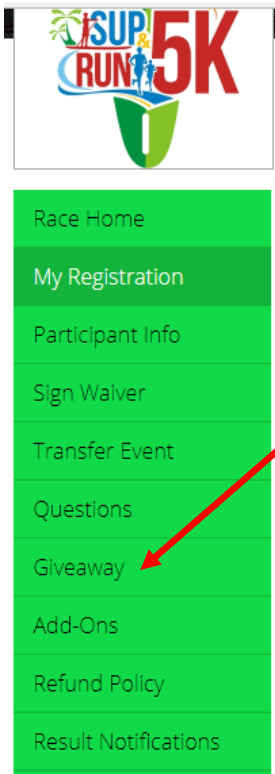 SUP &
RUN 5K
Race Home
My Registration
Participant Info
Sign Waiver
Transfer Event
Questions
Giveaway
Add-Ons
Refund Policy
Result Notifications